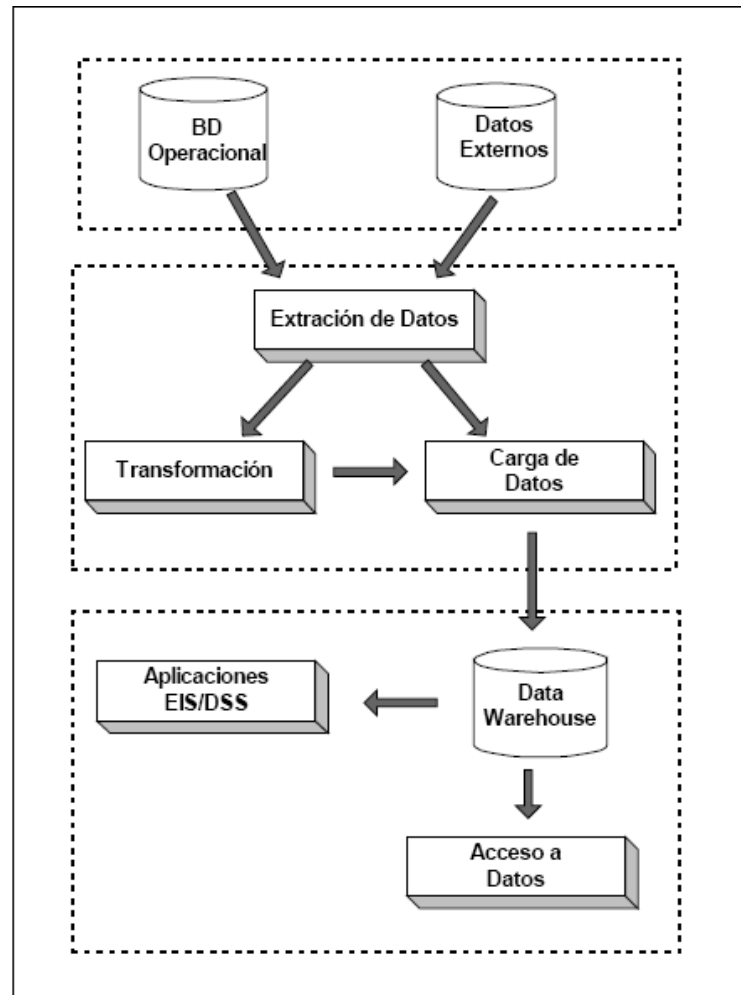 BD
Operacional
Datos
Externos
Extración de Datos
Transformación
Carga de
Datos
Aplicaciones
EIS/DSS
Data
Warehouse
Acceso a
Datos